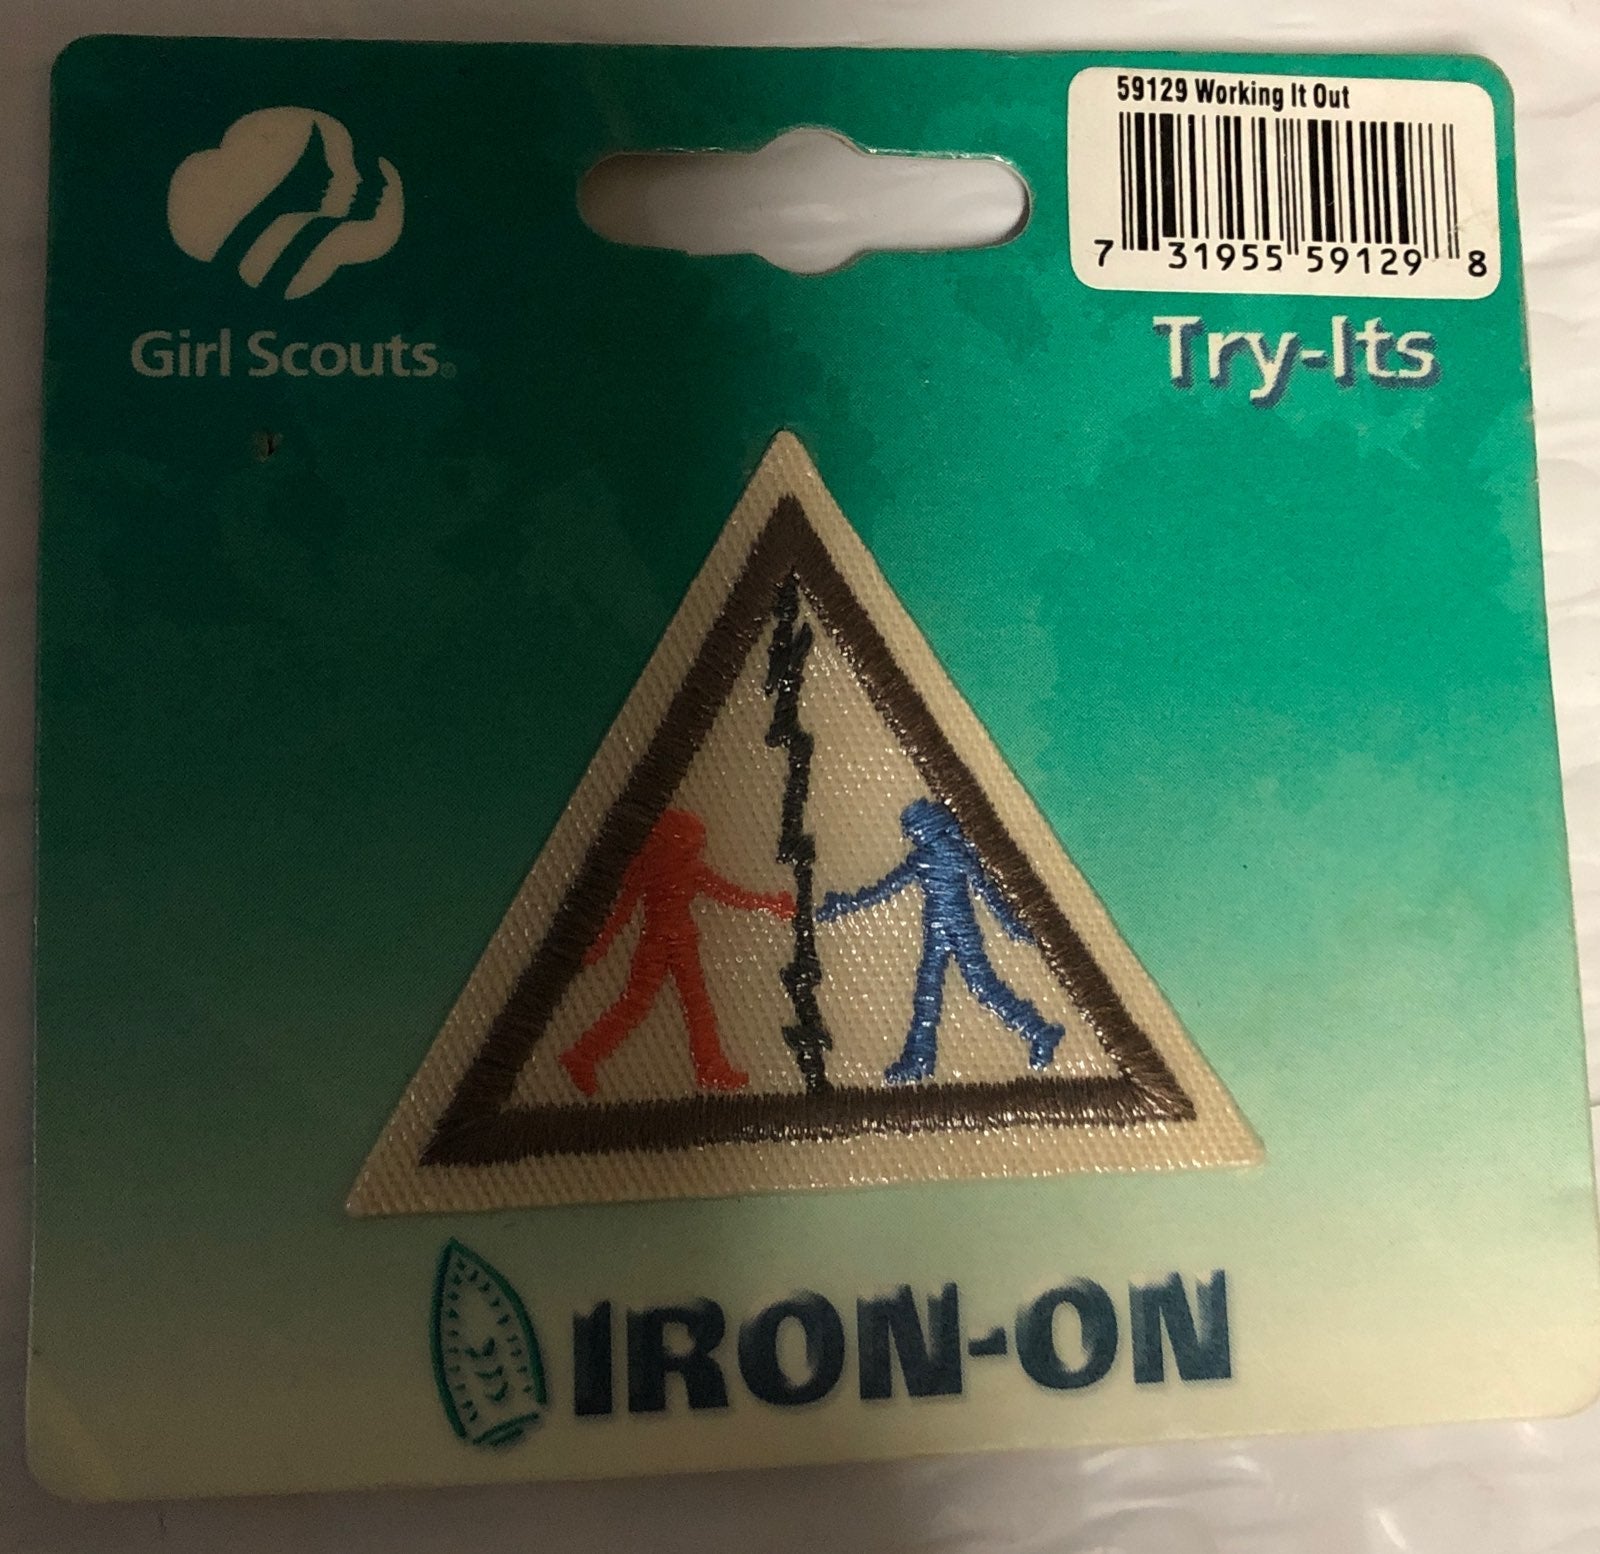 59129 Working It Out
7 31955 59129 8
Girl Scouts®
Try-Its
IRON-ON